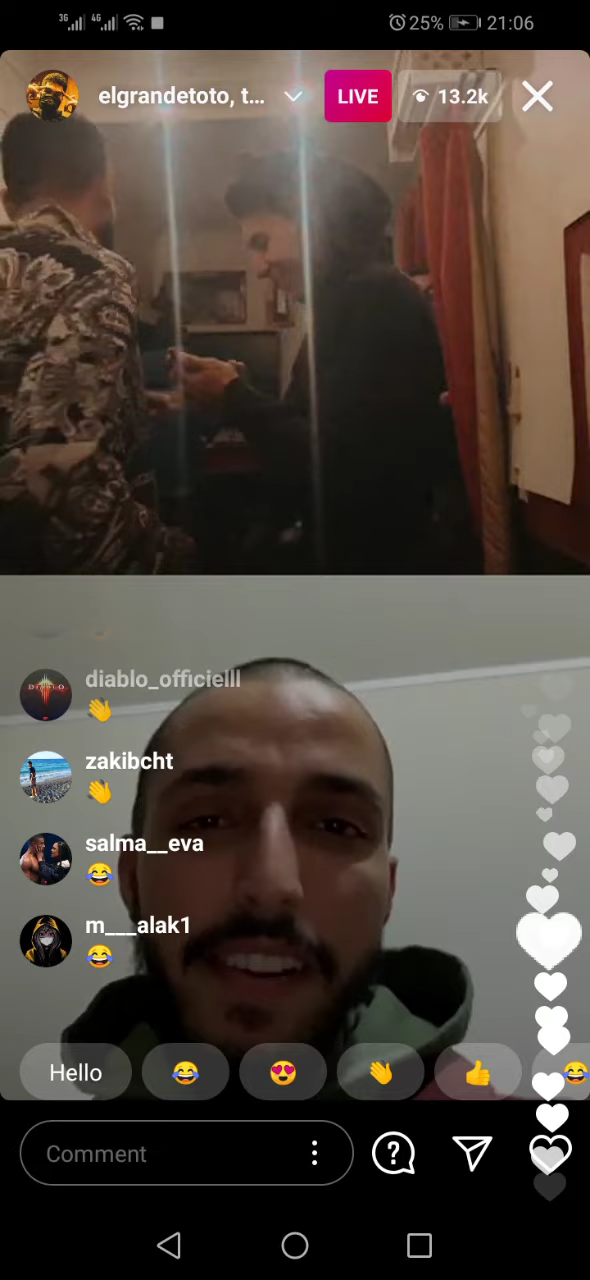 3G 4G 25% 21:06
elgrandetoto, t... LIVE 13.2k
diablo_officielll
👋
zakibcht
👋
salma__eva
😂
m___alak1
😂
Hello 😂 😍 👋 👍 😂
Comment